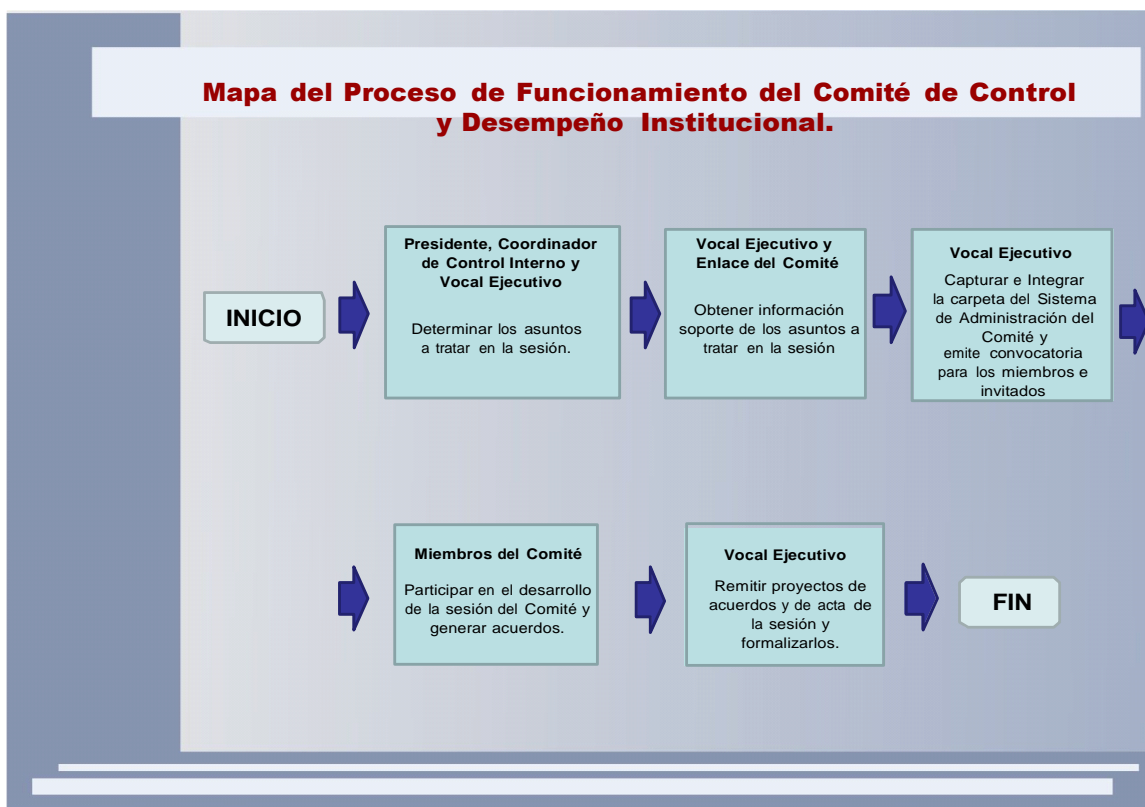 Mapa del Proceso de Funcionamiento del Comité de Control
y Desempeño Institucional.
INICIO
Presidente, Coordinador
de Control Interno y
Vocal Ejecutivo
Determinar los asuntos
a tratar en la sesión.
Vocal Ejecutivo y
Enlace del Comité
Obtener información
soporte de los asuntos a
tratar en la sesión
Vocal Ejecutivo
Capturar e Integrar
la carpeta del Sistema
de Administración del
Comité y
emite convocatoria
para los miembros e
invitados
Miembros del Comité
Participar en el desarrollo
de la sesión del Comité y
generar acuerdos.
Vocal Ejecutivo
Remitir proyectos de
acuerdos y de acta de
la sesión y
formalizarlos.
FIN